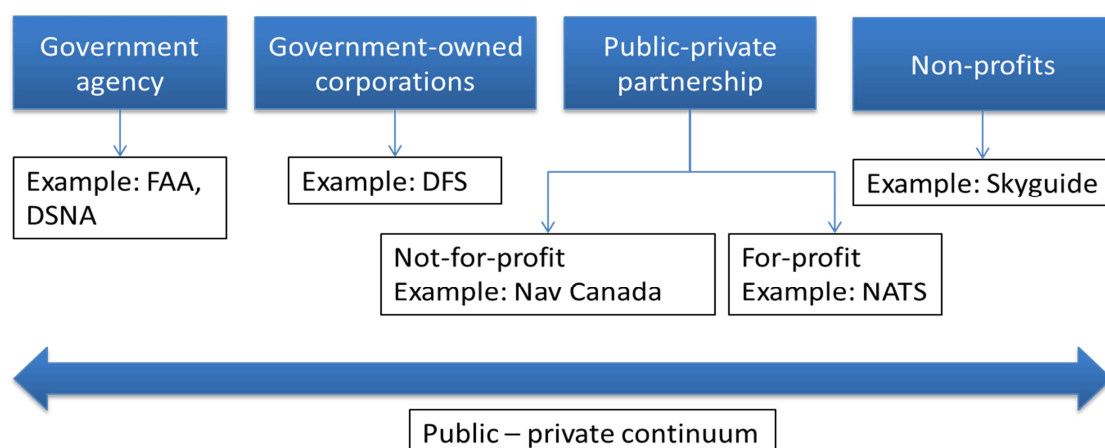 Government
agency
Government-owned
corporations
Public-private
partnership
Non-profits
Example: FAA,
DSNA
Example: DFS
Example: Skyguide
Not-for-profit
Example: Nav Canada
For-profit
Example: NATS
Public – private continuum